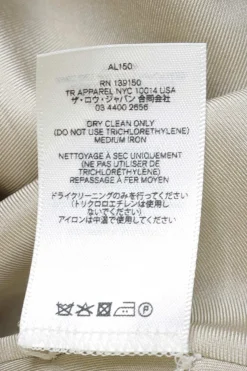 AL150
RN 139150
TR APPAREL NYC 10014 USA
ザ・ロウ・ジャパン 合同会社
03 4400 2656
DRY CLEAN ONLY
(DO NOT USE TRICHLORETHYLENE)
MEDIUM IRON
NETTOYAGE À SEC UNIQUEMENT
(NE PAS UTILISER DE
TRICHLORÉTHYLÈNE)
REPASSAGE À FER MOYEN
ドライクリーニングのみを行ってください
(トリクロロエチレンは使用し
ないでください)
アイロンは中温で使用してください